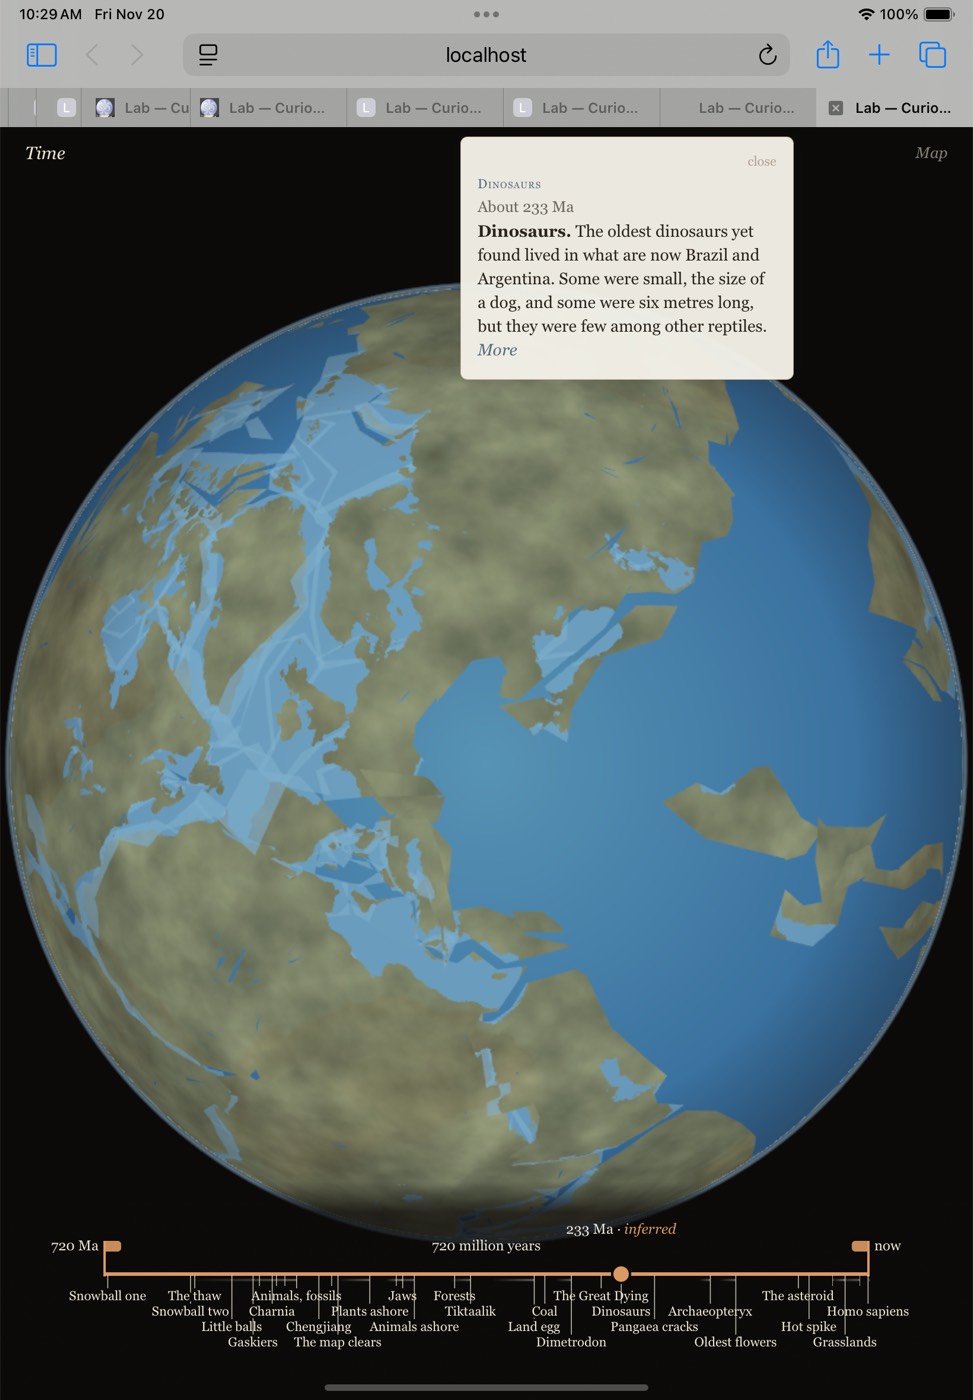 10:29 AM Fri Nov 20
100%
localhost
L
Lab — Cu
Lab — Curio...
L
Lab — Curio...
L
Lab — Curio...
Lab — Curio...
Lab — Curio...
Time
Map
close
Dinosaurs
About 233 Ma
Dinosaurs. The oldest dinosaurs yet
found lived in what are now Brazil and
Argentina. Some were small, the size of
a dog, and some were six metres long,
but they were few among other reptiles.
More
233 Ma · inferred
720 Ma
720 million years
now
Snowball one
The thaw
Animals, fossils
Jaws
Forests
The Great Dying
The asteroid
Snowball two
Charnia
Plants ashore
Tiktaalik
Coal
Dinosaurs
Archaeopteryx
Homo sapiens
Little balls
Chengjiang
Animals ashore
Land egg
Pangaea cracks
Hot spike
Gaskiers
The map clears
Dimetrodon
Oldest flowers
Grasslands